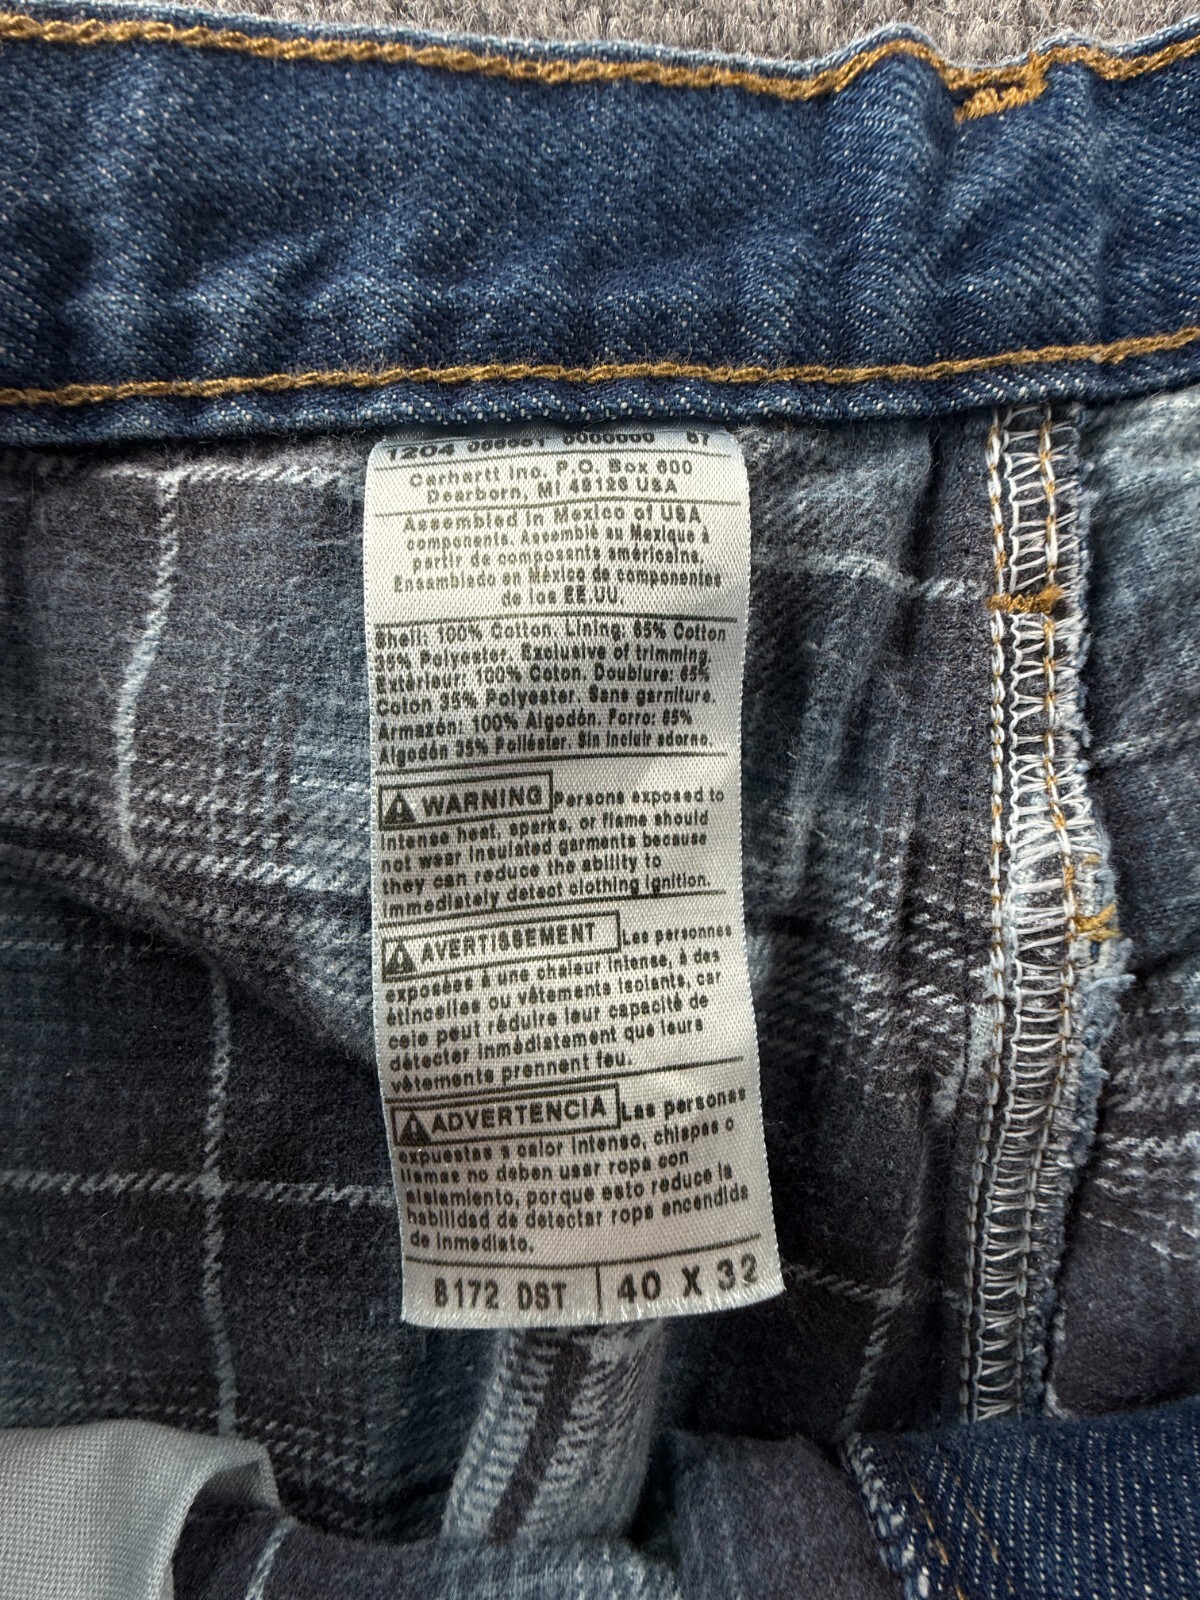 1204 0000000 87
Carhartt Inc. P.O. Box 600
Dearborn, MI 48126 USA
Assembled in Mexico of USA
components. Assemblé au Mexique à
partir de composants américains.
Ensamblado en México de componentes
de los EE.UU.
Shell: 100% Cotton. Lining: 65% Cotton
35% Polyester. Exclusive of trimming.
Extérieur: 100% Coton. Doublure: 65%
Coton 35% Polyester. Sans garniture.
Armazón: 100% Algodón. Forro: 65%
Algodón 35% Poliéster. Sin incluir adorno.
WARNING Persons exposed to
intense heat, sparks, or flame should
not wear insulated garments because
they can reduce the ability to
immediately detect clothing ignition.
AVERTISSEMENT Les personnes
exposées à une chaleur intense, à des
étincelles ou vêtements isolants, car
cele peut réduire leur capacité de
détecter immédiatement que leurs
vêtements prennent feu.
ADVERTENCIA Las personas
expuestas a calor intenso, chispas o
llamas no deben usar ropa con
aislamiento, porque esto reduce la
habilidad de detectar ropa encendida
de inmediato.
B172 DST 40 X 32